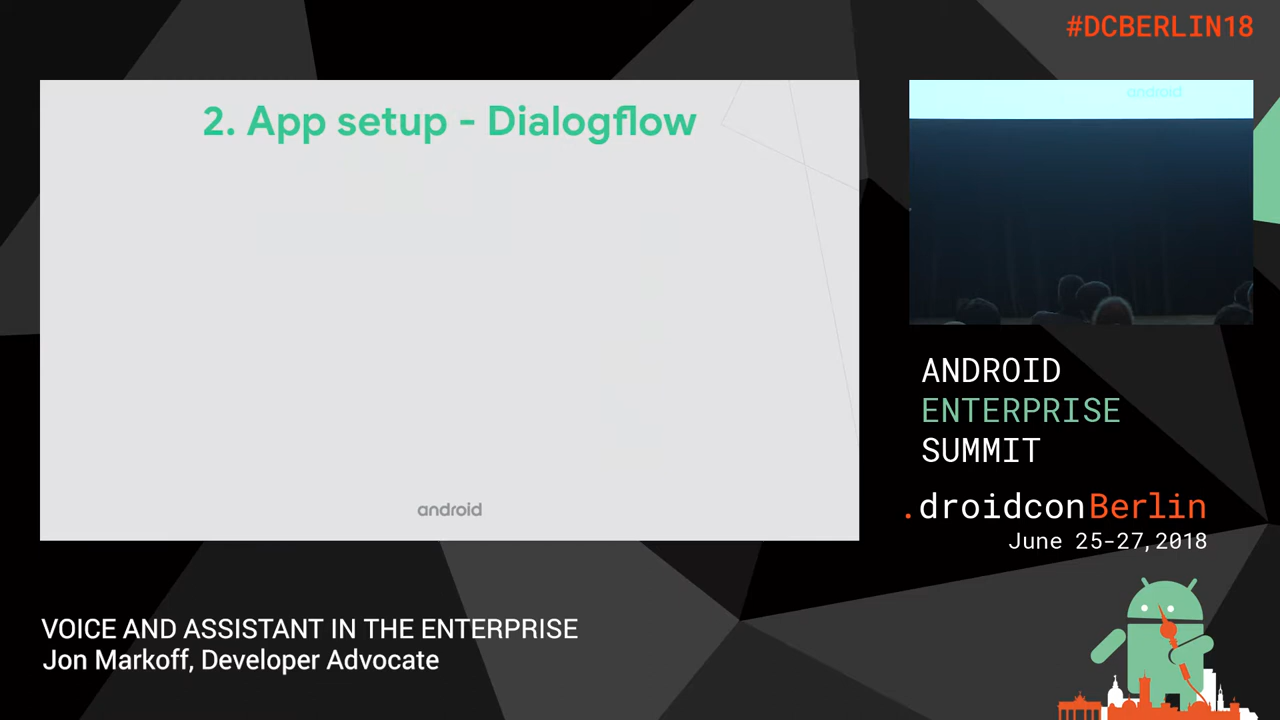 #DCBERLIN18
2. App setup - Dialogflow
android
android
ANDROID
ENTERPRISE
SUMMIT
.droidconBerlin
June 25-27,2018
VOICE AND ASSISTANT IN THE ENTERPRISE
Jon Markoff, Developer Advocate